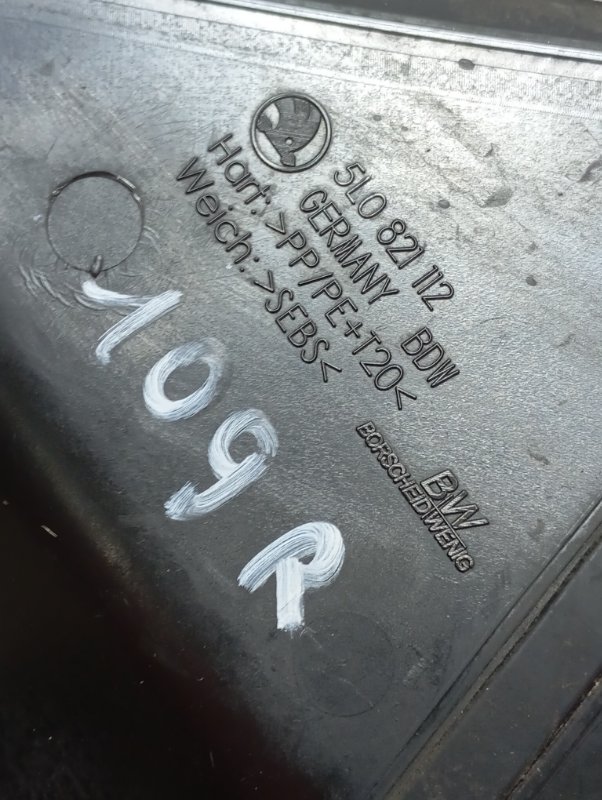 5L0 821 112
GERMANY BDW
Hart: >PP/PE+T20<
Weich: >SEBS<
BW
BORSCHEIDWENIG
109R